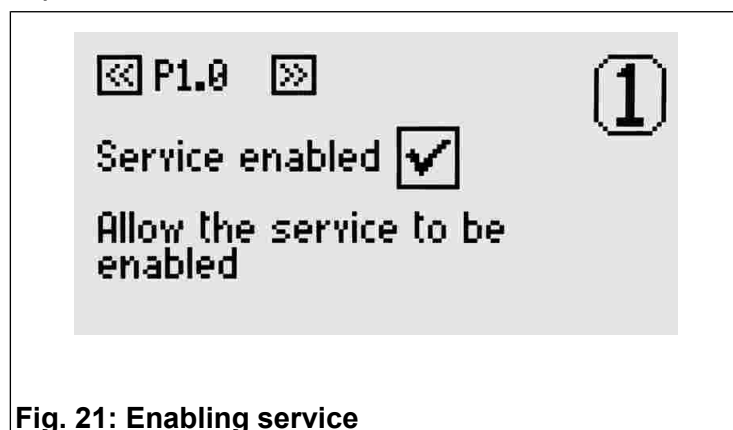 << P1.0 >>
1
Service enabled
Allow the service to be
enabled
Fig. 21: Enabling service